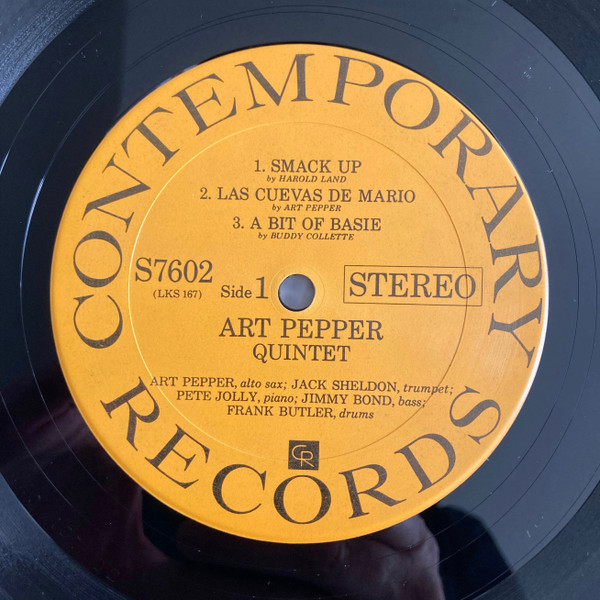 CONTEMPORARY
1. SMACK UP
by HAROLD LAND
2. LAS CUEVAS DE MARIO
by ART PEPPER
3. A BIT OF BASIE
by BUDDY COLLETTE
S7602
(LKS 167)
Side 1
STEREO
ART PEPPER
QUINTET
ART PEPPER, alto sax; JACK SHELDON, trumpet;
PETE JOLLY, piano; JIMMY BOND, bass;
FRANK BUTLER, drums
CR
RECORDS